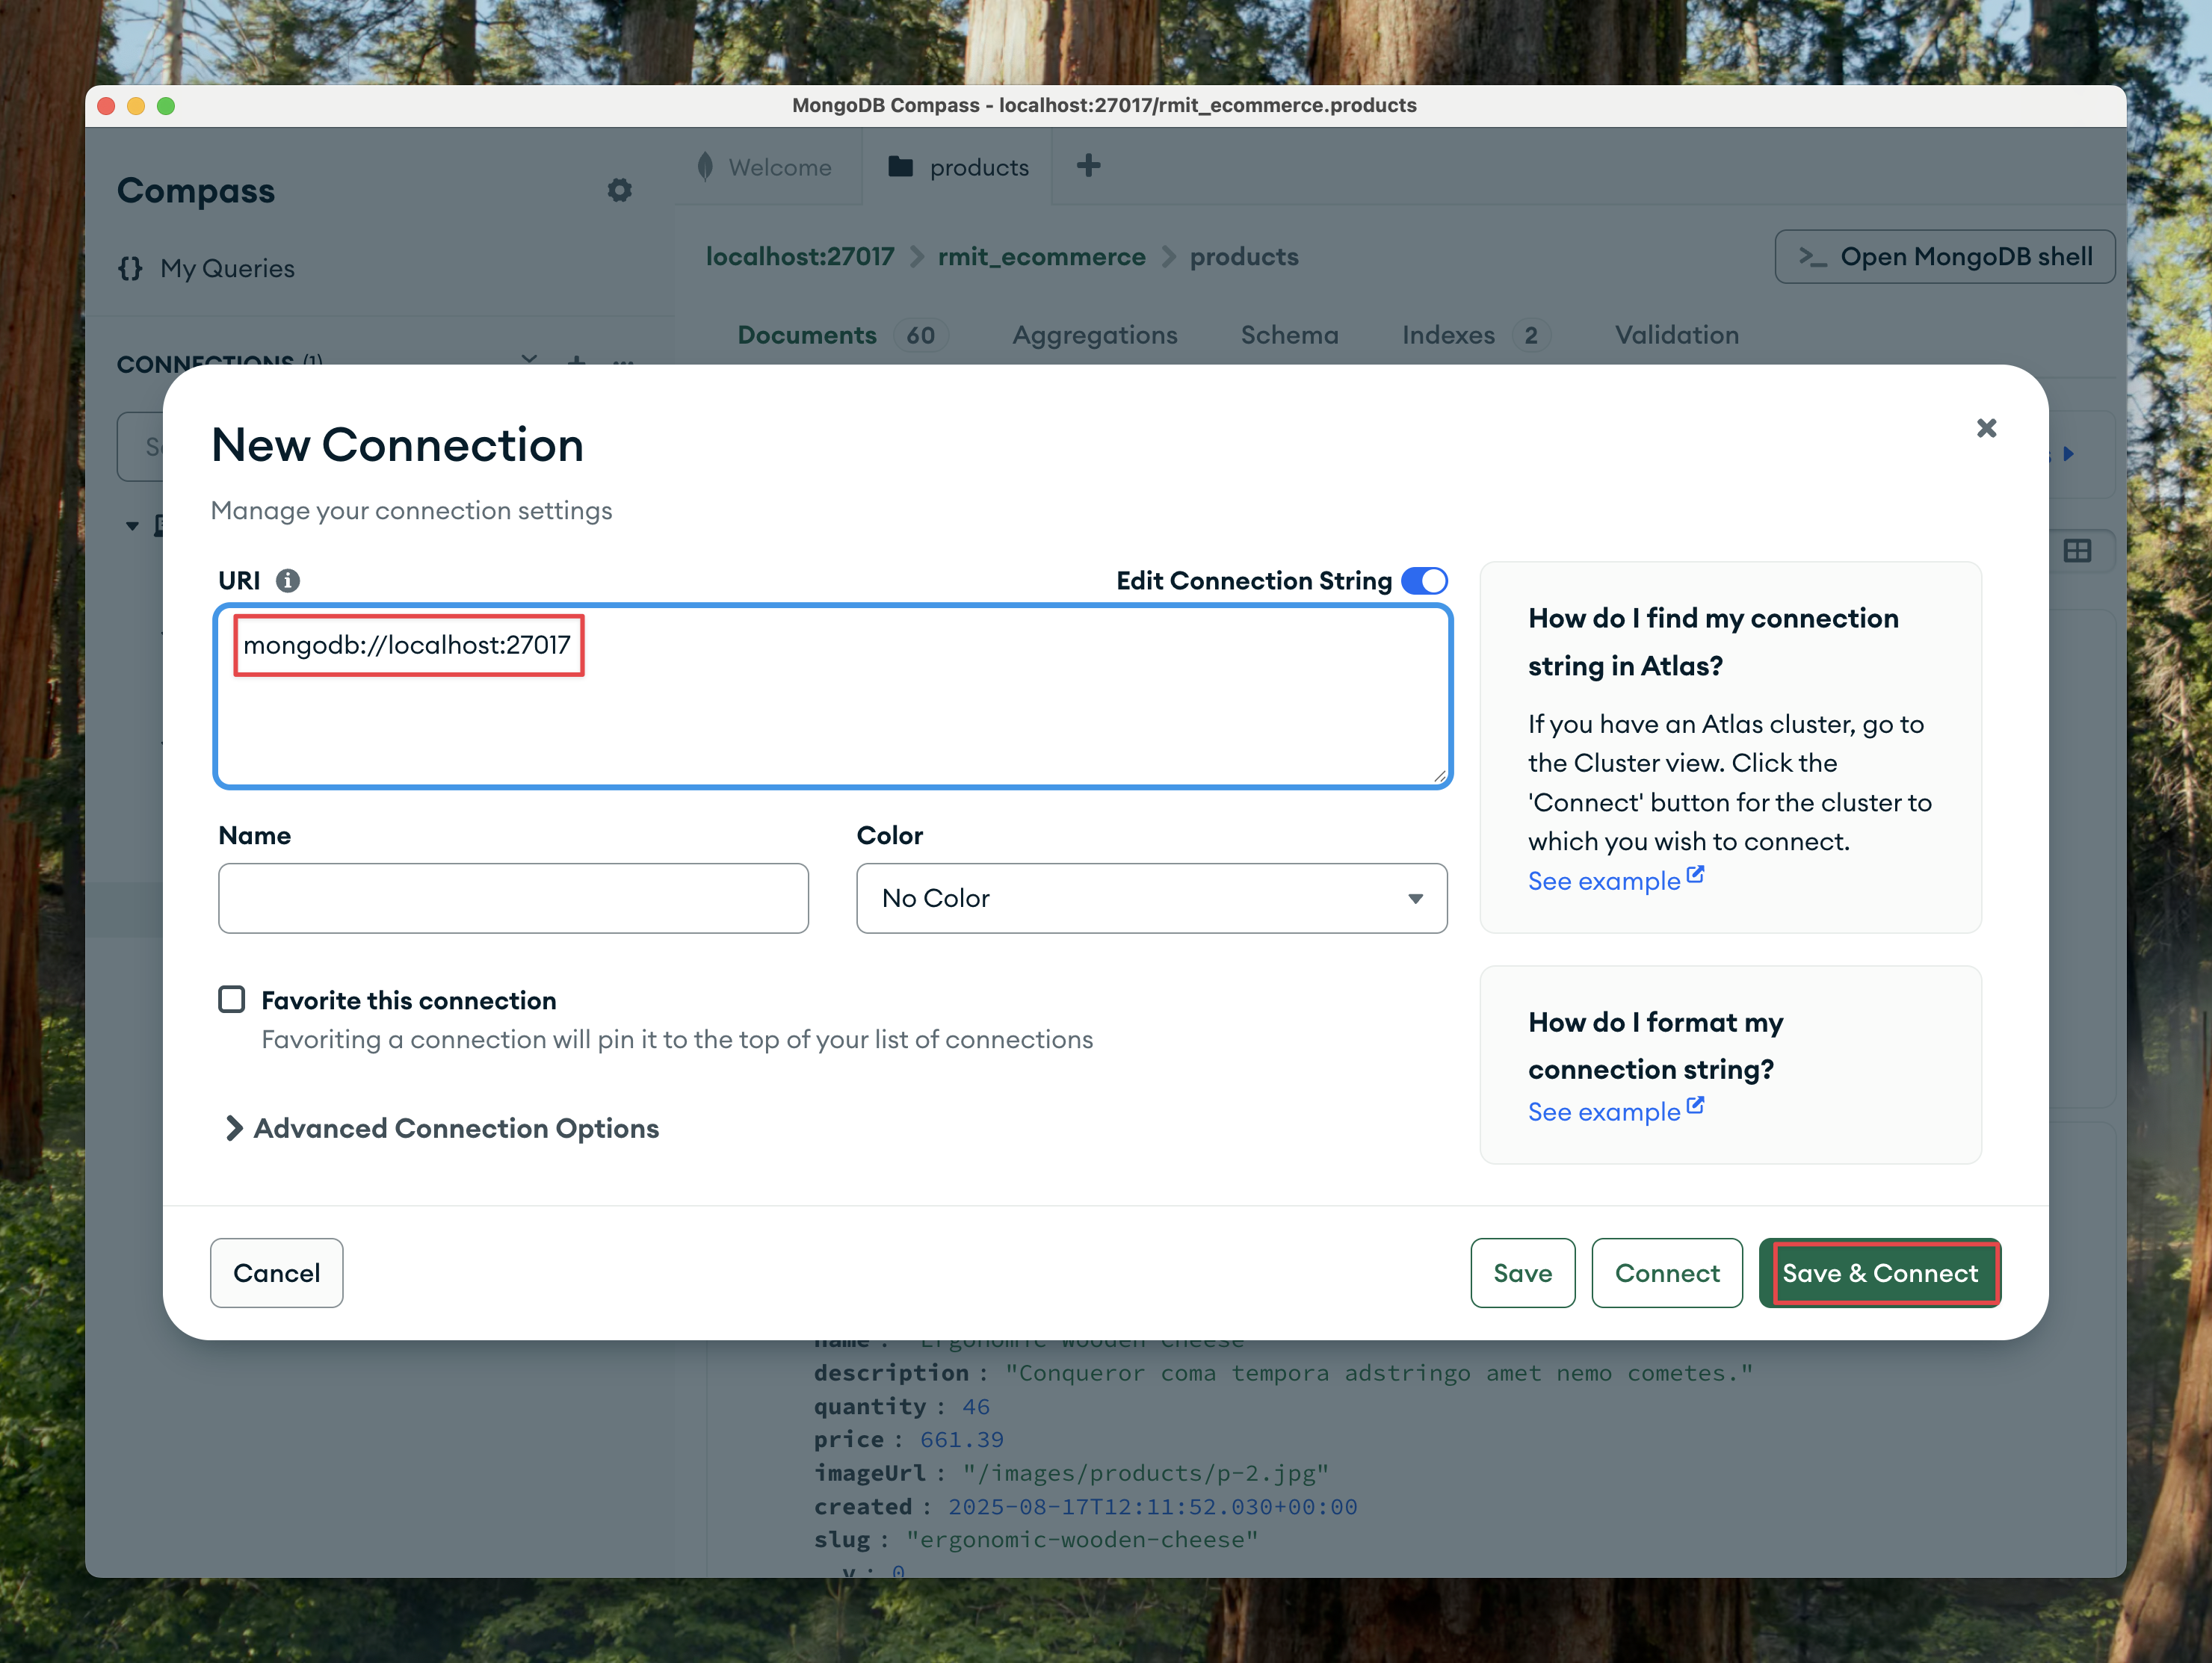 MongoDB Compass - localhost:27017/rmit_ecommerce.products
Compass
Welcome
products
{} My Queries
localhost:27017 > rmit_ecommerce > products
>_ Open MongoDB shell
Documents 60 Aggregations Schema Indexes 2 Validation
CONNECTIONS (1)
New Connection
Manage your connection settings
URI
Edit Connection String
mongodb://localhost:27017
Name
Color
No Color
Favorite this connection
Favoriting a connection will pin it to the top of your list of connections
Advanced Connection Options
How do I find my connection
string in Atlas?
If you have an Atlas cluster, go to
the Cluster view. Click the
'Connect' button for the cluster to
which you wish to connect.
See example
How do I format my
connection string?
See example
Cancel
Save
Connect
Save & Connect
name : "Ergonomic Wooden Cheese"
description : "Conqueror coma tempora adstringo amet nemo cometes."
quantity : 46
price : 661.39
imageUrl : "/images/products/p-2.jpg"
created : 2025-08-17T12:11:52.030+00:00
slug : "ergonomic-wooden-cheese"